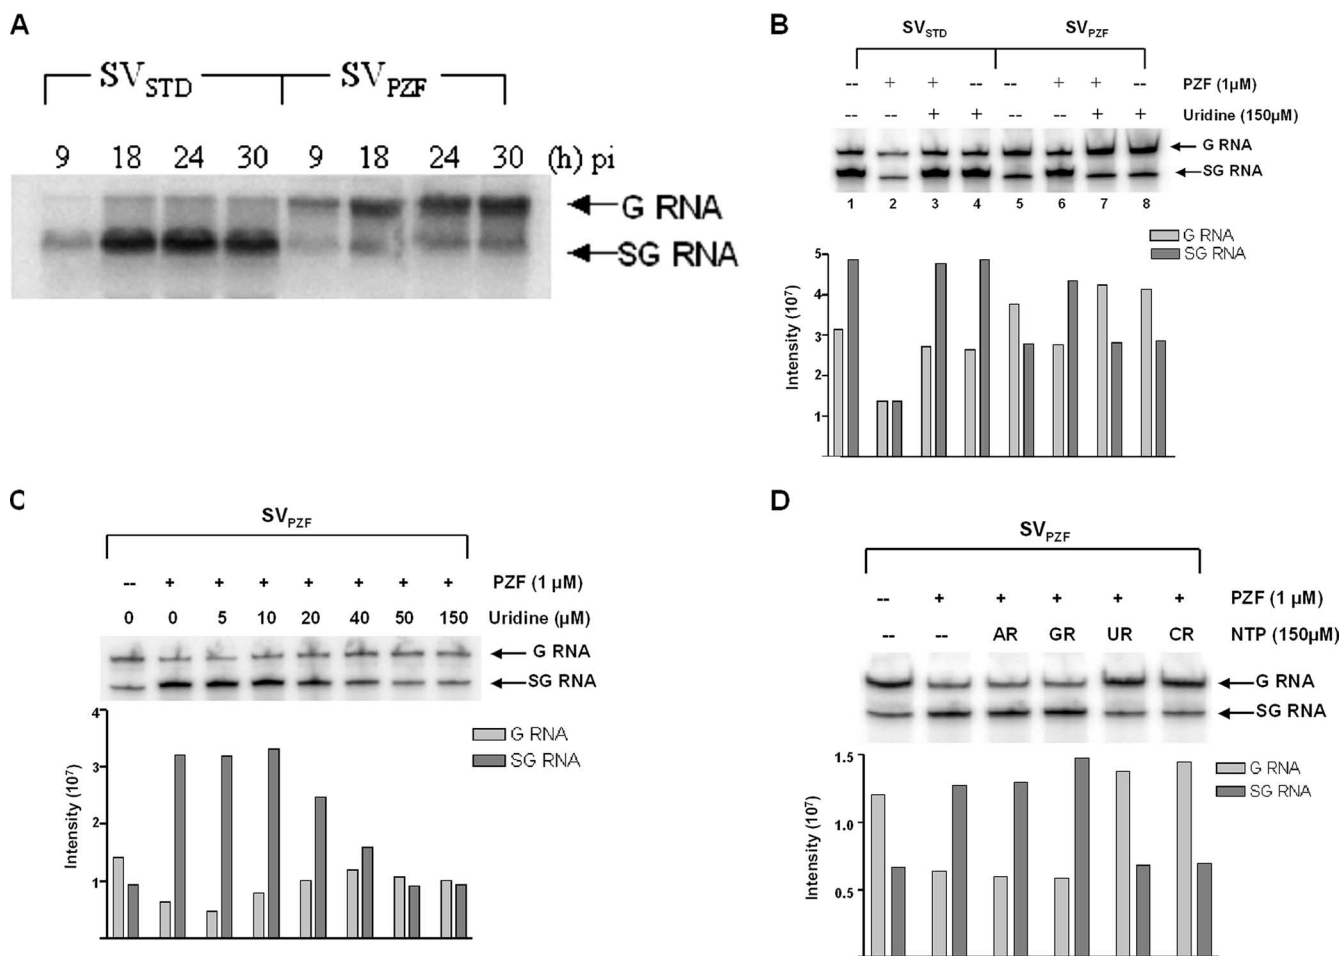 A
SVSTD SVPZF
9 18 24 30 9 18 24 30 (h) pi
G RNA
SG RNA
B
SVSTD SVPZF
-- + + -- -- + + -- PZF (1µM)
-- -- + + -- -- + + Uridine (150µM)
G RNA
SG RNA
1 2 3 4 5 6 7 8
G RNA
SG RNA
Intensity (10⁷)
5
4
3
2
1
C
SVPZF
-- + + + + + + + PZF (1 µM)
0 0 5 10 20 40 50 150 Uridine (µM)
G RNA
SG RNA
G RNA
SG RNA
Intensity (10⁷)
4
3
2
1
D
SVPZF
-- + + + + + PZF (1 µM)
-- -- AR GR UR CR NTP (150µM)
G RNA
SG RNA
G RNA
SG RNA
Intensity (10⁷)
1.5
1.0
0.5